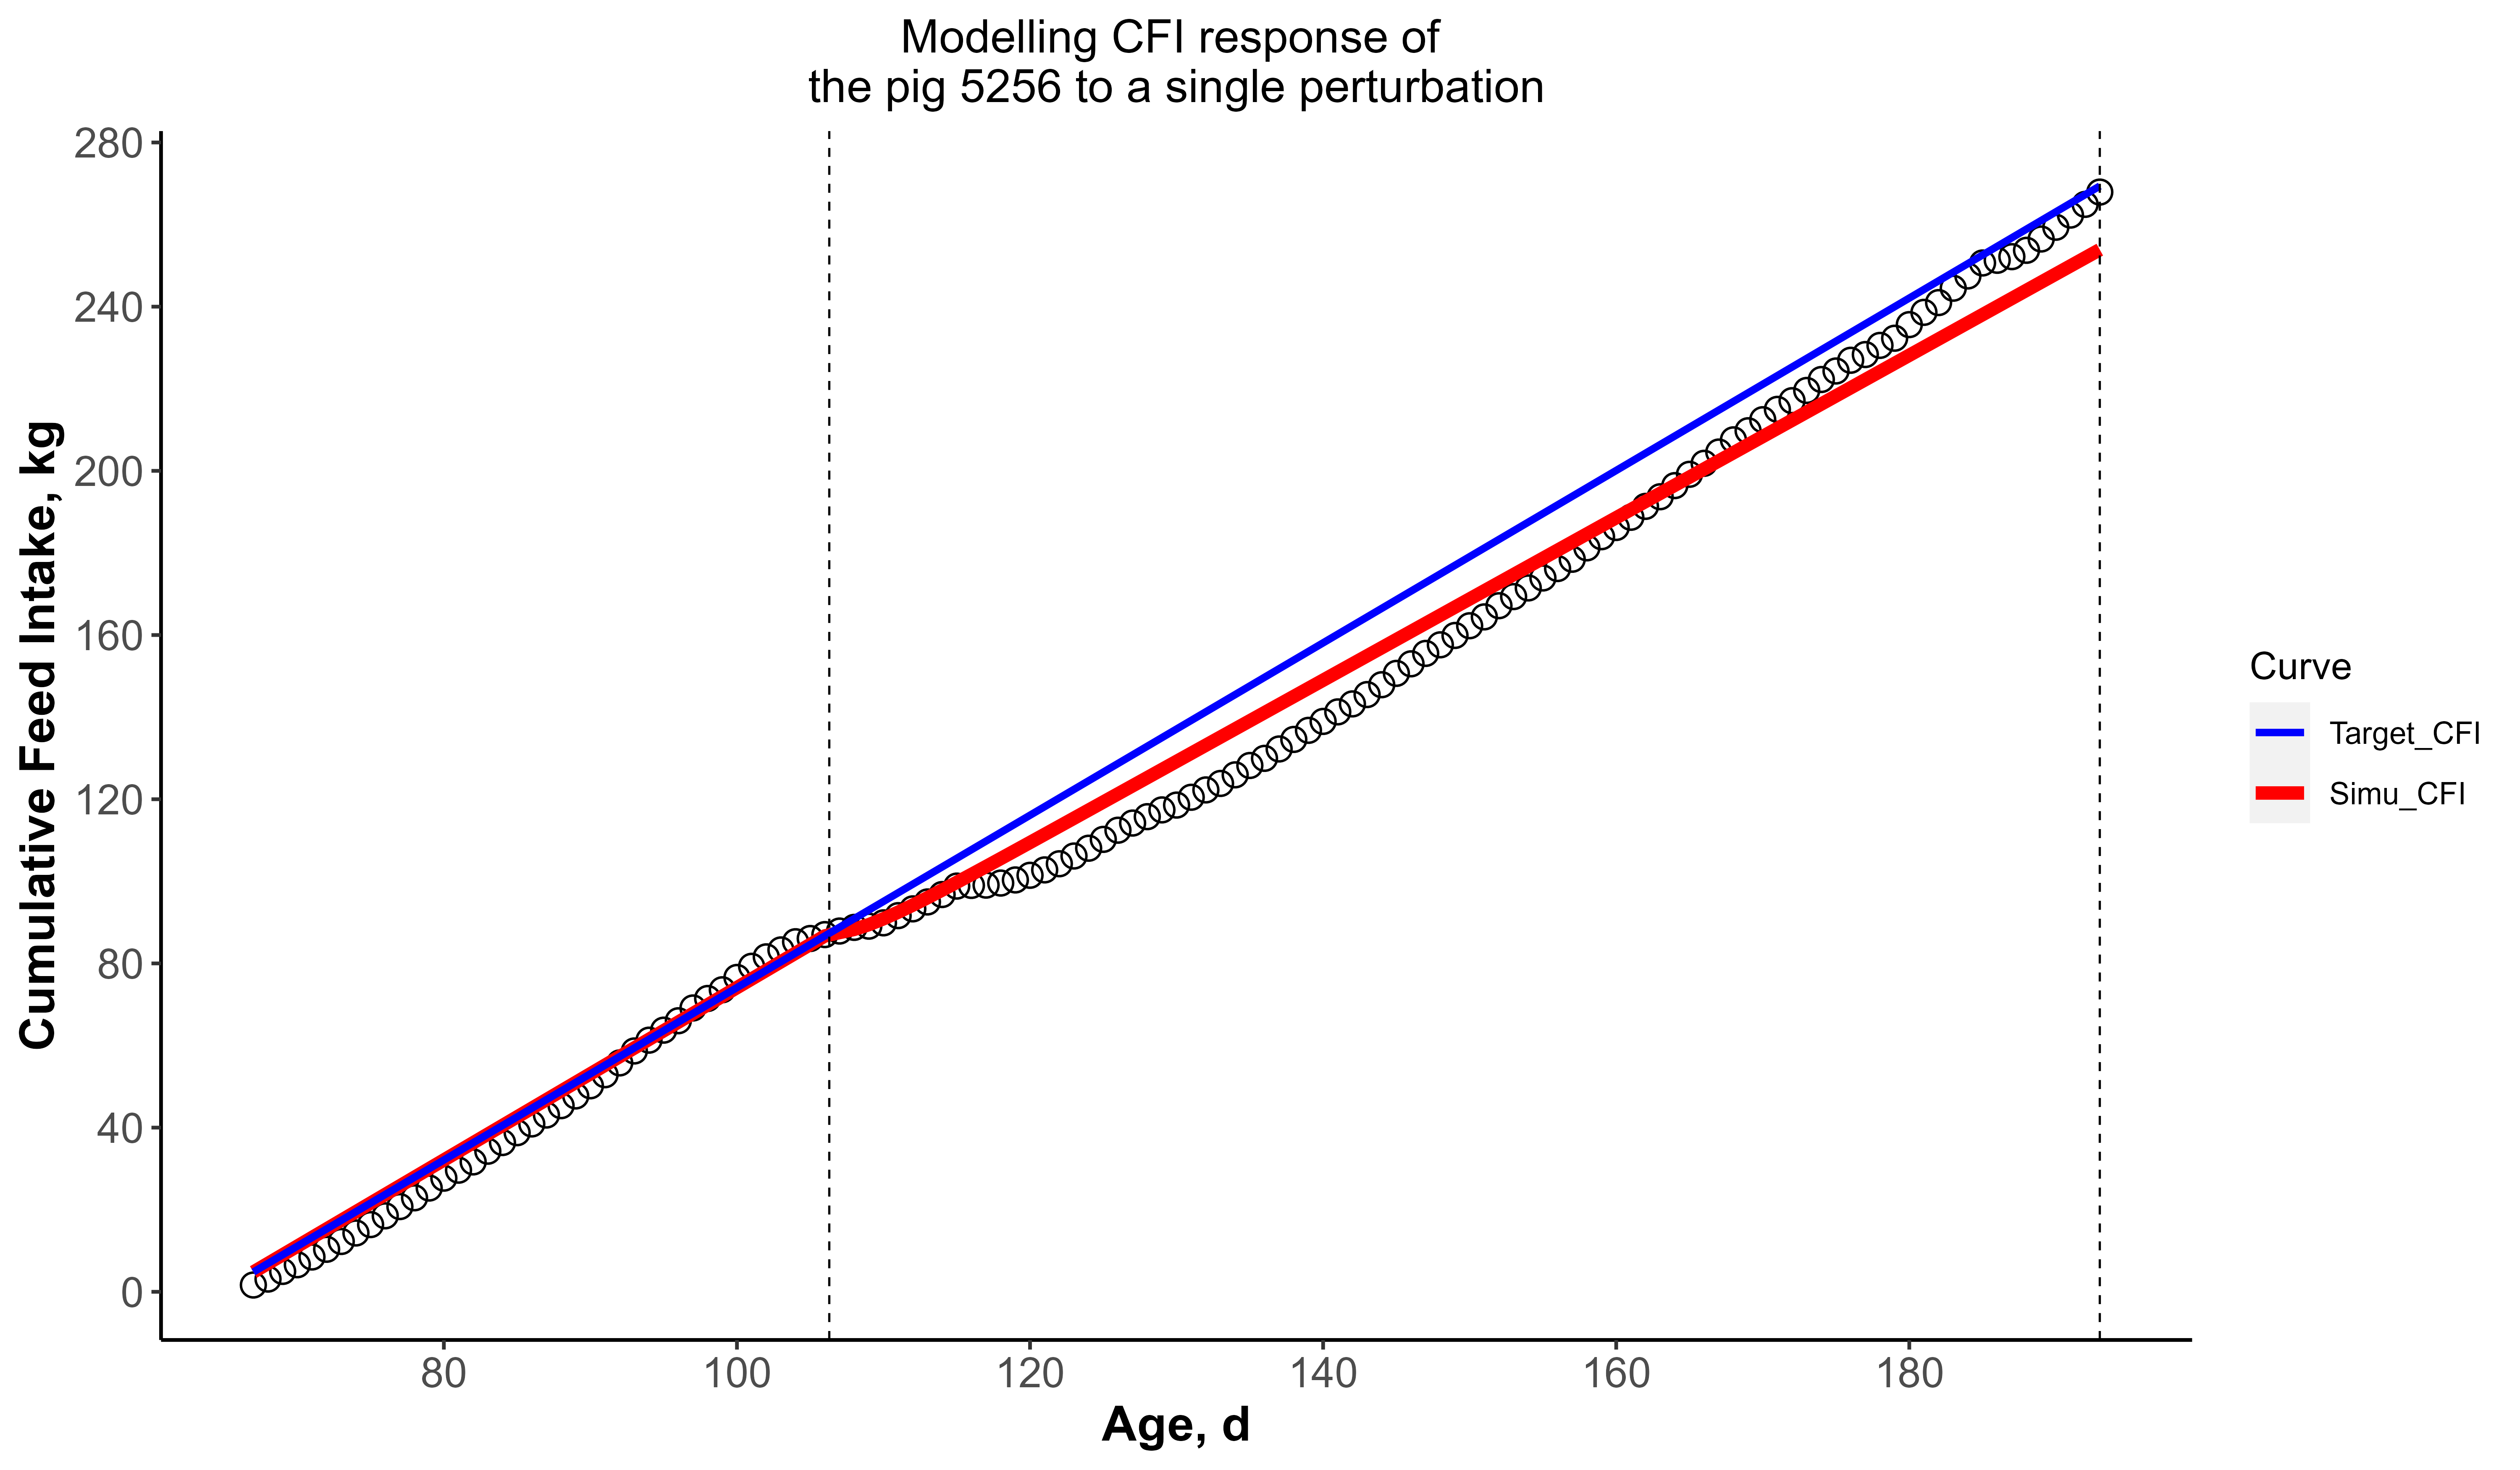 Modelling CFI response of
the pig 5256 to a single perturbation
280
240
200
160
120
80
40
0
Cumulative Feed Intake, kg
80
100
120
140
160
180
Age, d
Curve
Target_CFI
Simu_CFI